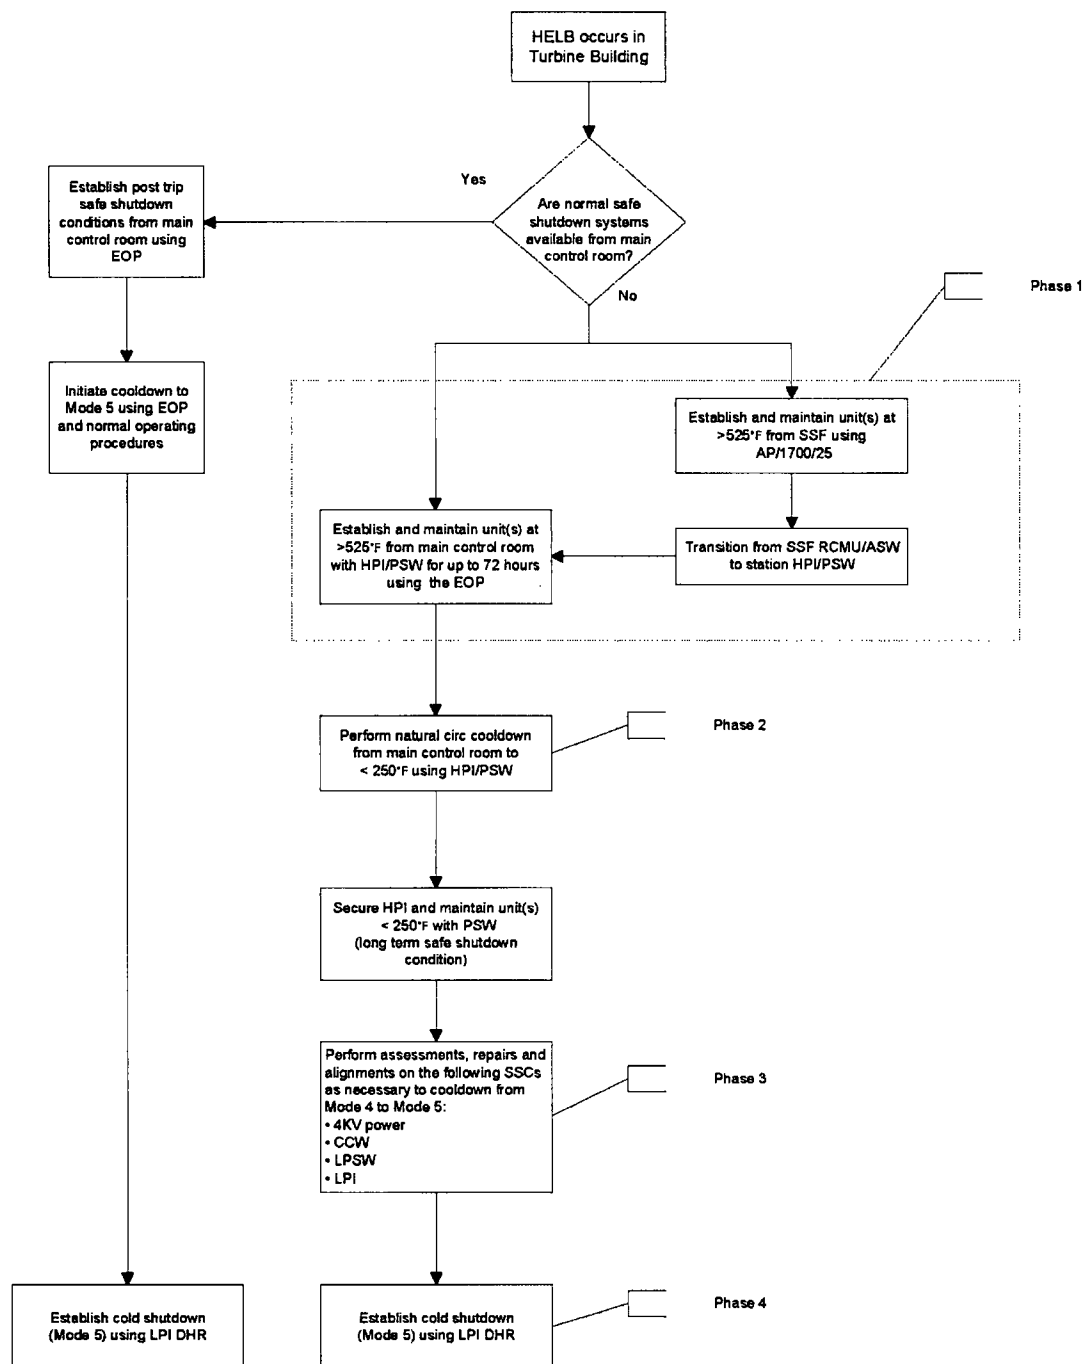 HELB occurs in
Turbine Building
Yes
Are normal safe
shutdown systems
available from main
control room?
No
Establish post trip
safe shutdown
conditions from main
control room using
EOP
Phase 1
Initiate cooldown to
Mode 5 using EOP
and normal operating
procedures
Establish and maintain unit(s) at
>525°F from SSF using
AP/1700/25
Establish and maintain unit(s) at
>525°F from main control room
with HPI/PSW for up to 72 hours
using the EOP
Transition from SSF RCMU/ASW
to station HPI/PSW
Perform natural circ cooldown
from main control room to
< 250°F using HPI/PSW
Phase 2
Secure HPI and maintain unit(s)
< 250°F with PSW
(long term safe shutdown
condition)
Perform assessments, repairs and
alignments on the following SSCs
as necessary to cooldown from
Mode 4 to Mode 5:
• 4KV power
• CCW
• LPSW
• LPI
Phase 3
Establish cold shutdown
(Mode 5) using LPI DHR
Establish cold shutdown
(Mode 5) using LPI DHR
Phase 4